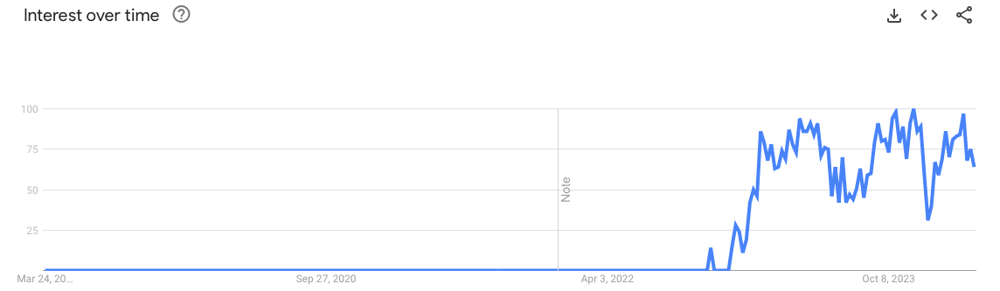 Interest over time
100
75
50
25
Note
Mar 24, 20...
Sep 27, 2020
Apr 3, 2022
Oct 8, 2023